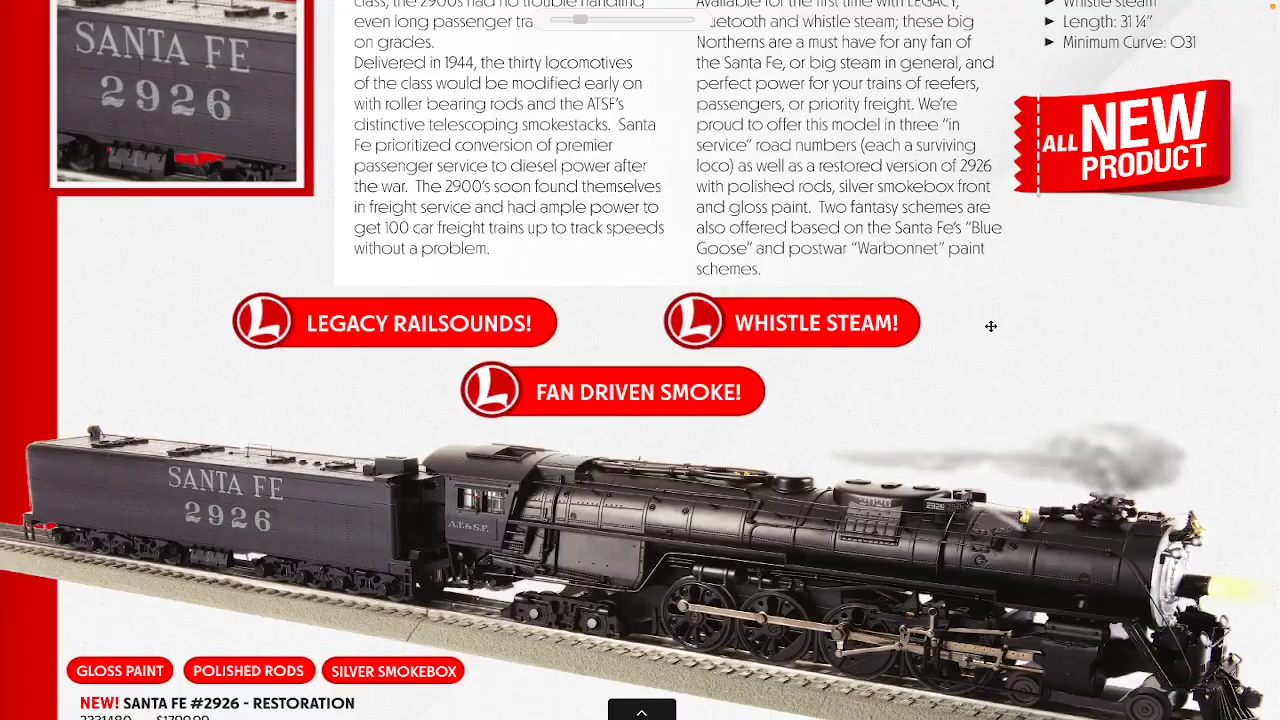 SANTA FE
2926
class, the 2900s had no trouble handling
even long passenger tra
on grades.
Delivered in 1944, the thirty locomotives
of the class would be modified early on
with roller bearing rods and the ATSF's
distinctive telescoping smokestacks.  Santa
Fe prioritized conversion of premier
passenger service to diesel power after
the war.  The 2900's soon found themselves
in freight service and had ample power to
get 100 car freight trains up to track speeds
without a problem.
Available for the first time with LEGACY,
etooth and whistle steam, these big
Northerns are a must have for any fan of
the Santa Fe, or big steam in general, and
perfect power for your trains of reefers,
passengers, or priority freight. We're
proud to offer this model in three "in
service" road numbers (each a surviving
loco) as well as a restored version of 2926
with polished rods, silver smokebox front
and gloss paint.  Two fantasy schemes are
also offered based on the Santa Fe's "Blue
Goose" and postwar "Warbonnet" paint
schemes.
► Whistle steam
► Length: 31 ¼"
► Minimum Curve: O31
ALL NEW
PRODUCT
L LEGACY RAILSOUNDS!
L WHISTLE STEAM!
L FAN DRIVEN SMOKE!
SANTA FE
2926
A.T.&S.F.
GLOSS PAINT
POLISHED RODS
SILVER SMOKEBOX
NEW! SANTA FE #2926 - RESTORATION
2231480 $1799.99